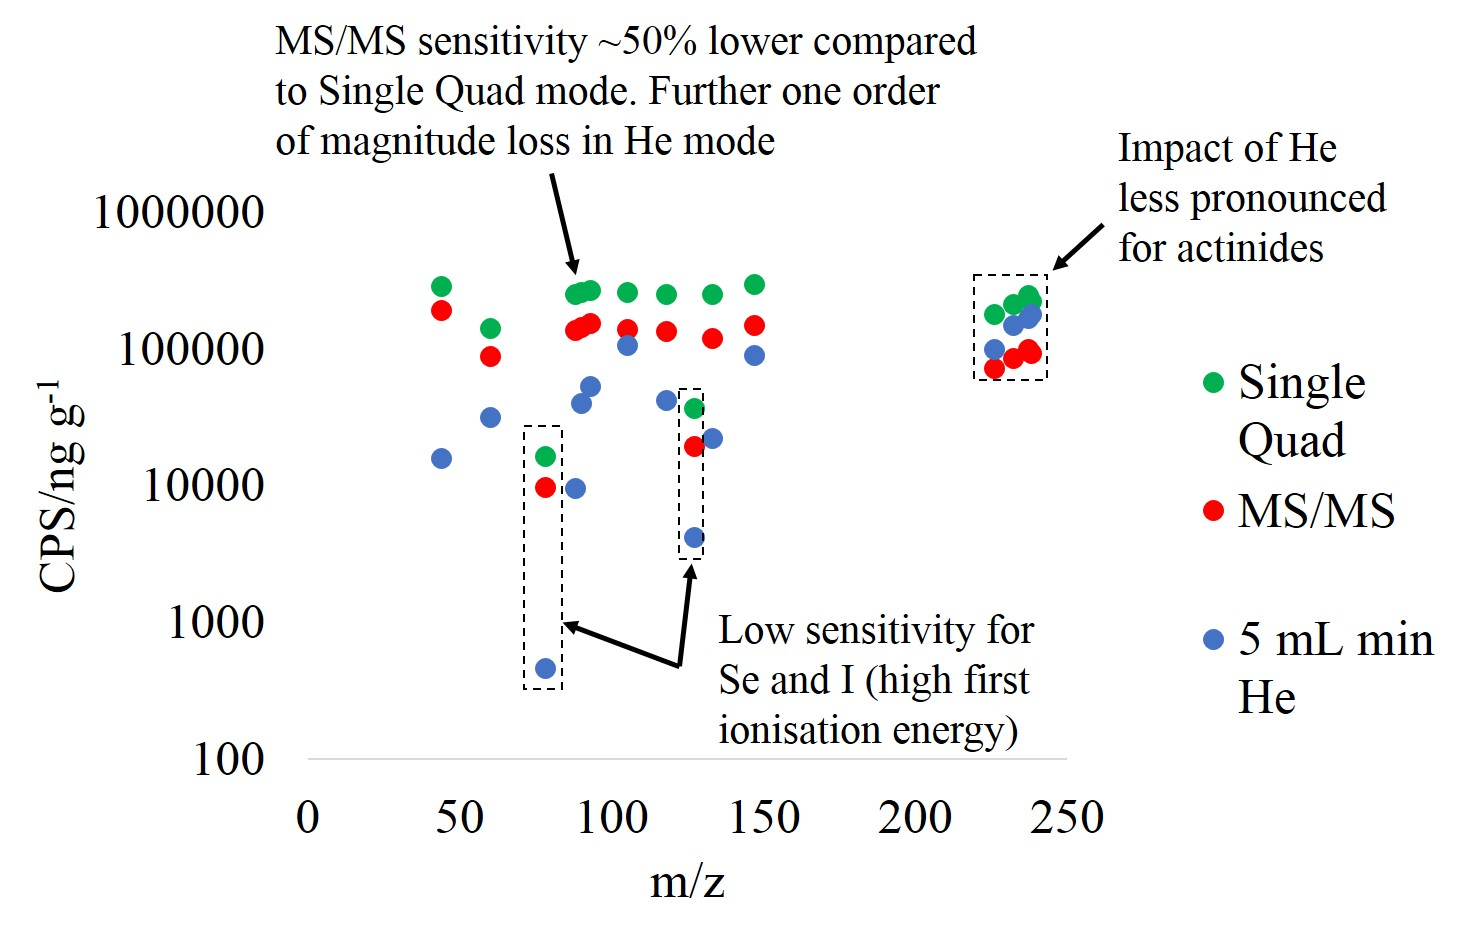 MS/MS sensitivity ~50% lower compared
to Single Quad mode. Further one order
of magnitude loss in He mode
Impact of He
less pronounced
for actinides
1000000
100000
10000
1000
100
CPS/ng g⁻¹
Single
Quad
MS/MS
5 mL min
He
Low sensitivity for
Se and I (high first
ionisation energy)
0 50 100 150 200 250
m/z